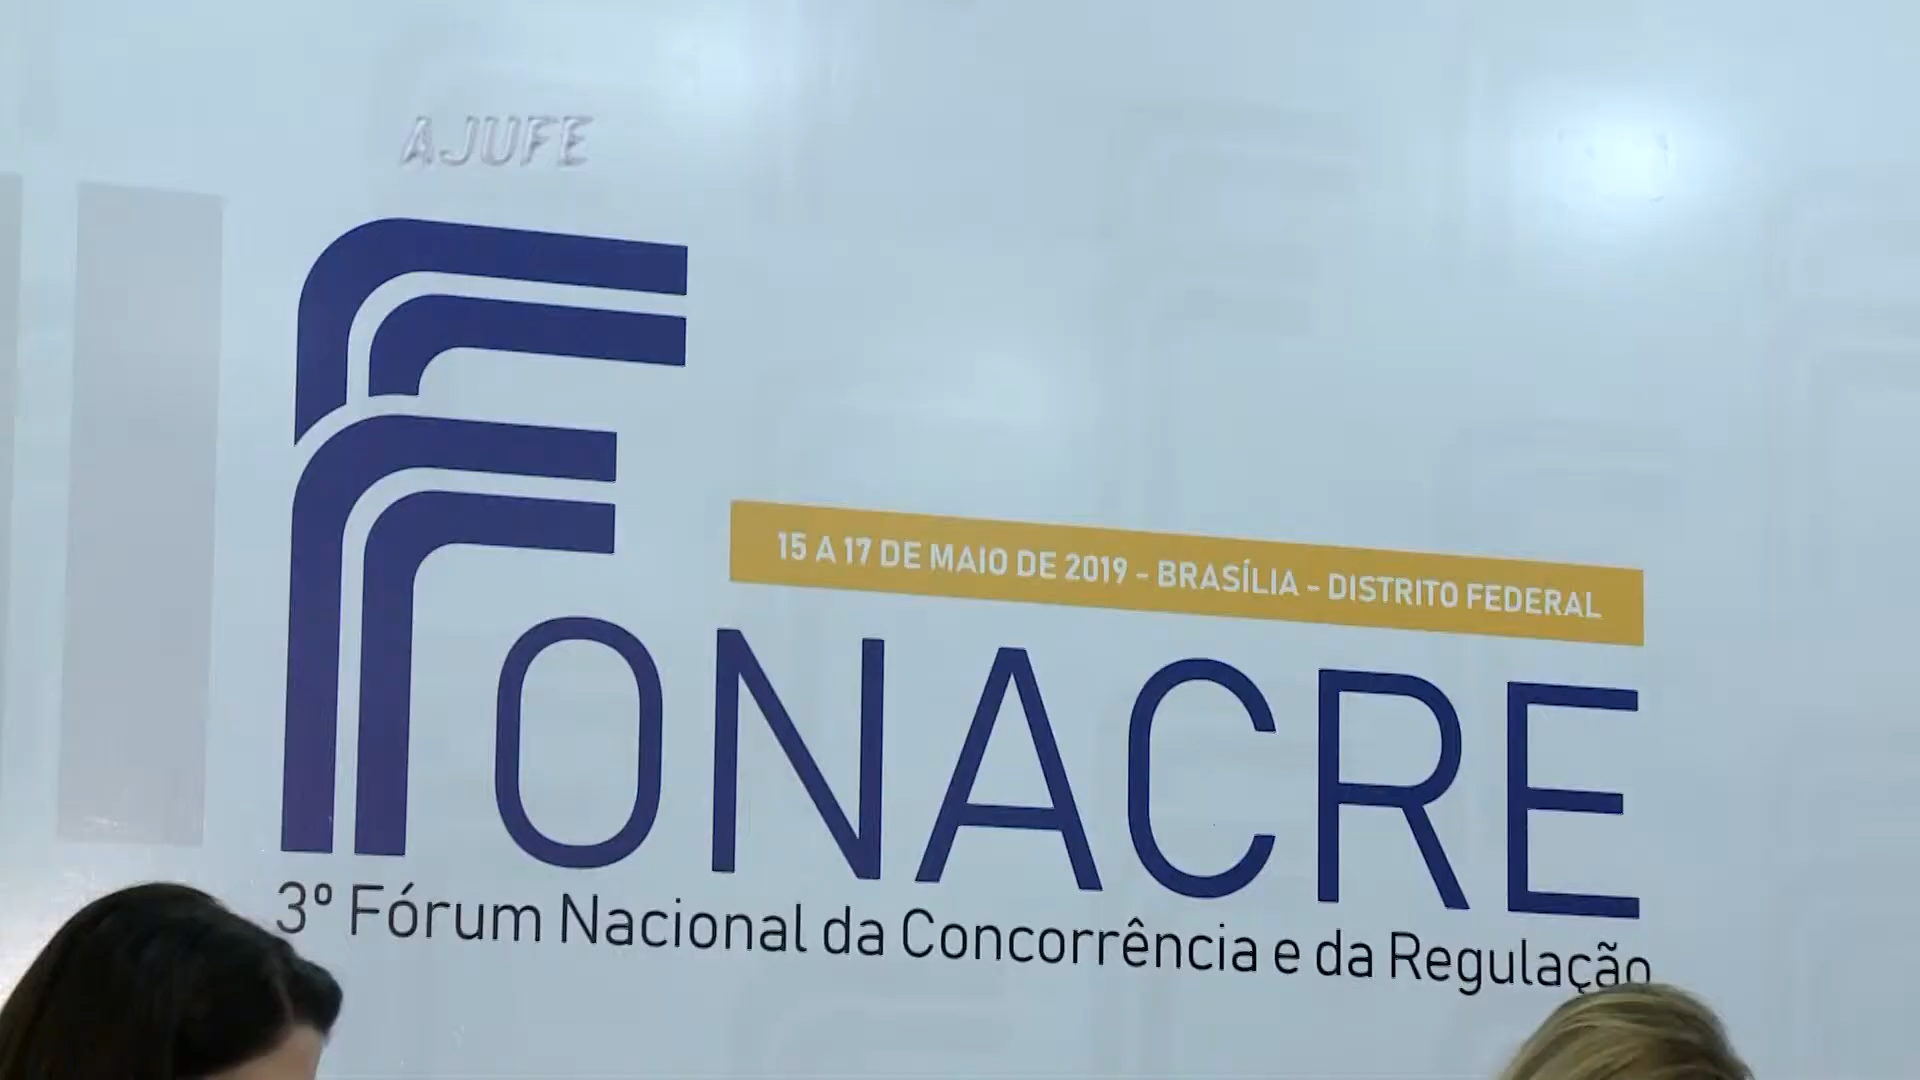 AJUFE
15 A 17 DE MAIO DE 2019 - BRASÍLIA - DISTRITO FEDERAL
FONACRE
3º Fórum Nacional da Concorrência e da Regulação